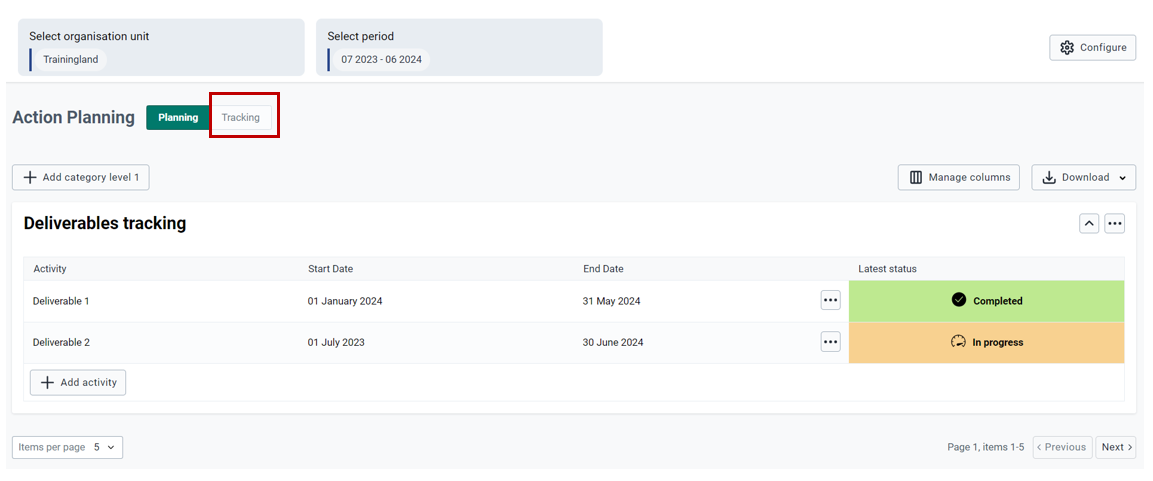 Select organisation unit
Trainingland
Select period
07 2023 - 06 2024
Configure
Action Planning
Planning
Tracking
Add category level 1
Manage columns
Download
Deliverables tracking
Activity Start Date End Date Latest status
Deliverable 1 01 January 2024 31 May 2024 Completed
Deliverable 2 01 July 2023 30 June 2024 In progress
Add activity
Items per page 5
Page 1, items 1-5
Previous
Next